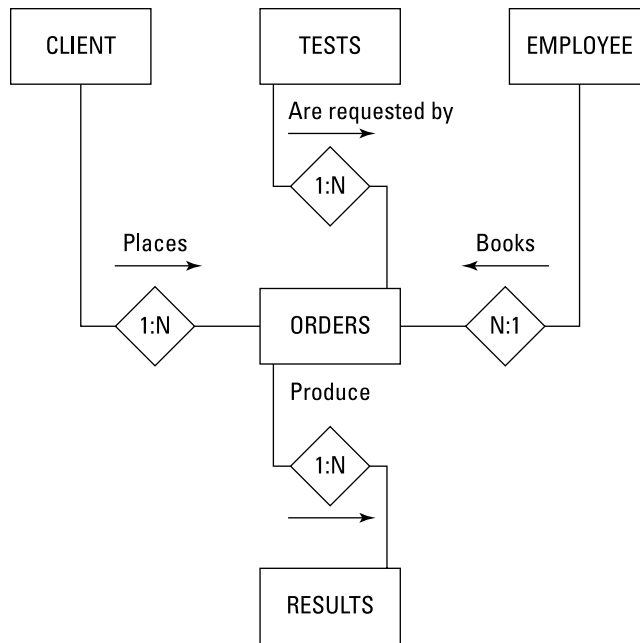 CLIENT
TESTS
EMPLOYEE
Are requested by
1:N
Places
Books
1:N
ORDERS
N:1
Produce
1:N
RESULTS